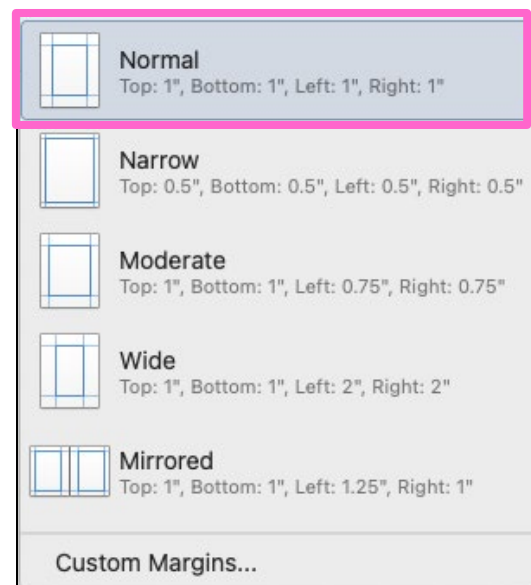 Normal
Top: 1", Bottom: 1", Left: 1", Right: 1"
Narrow
Top: 0.5", Bottom: 0.5", Left: 0.5", Right: 0.5"
Moderate
Top: 1", Bottom: 1", Left: 0.75", Right: 0.75"
Wide
Top: 1", Bottom: 1", Left: 2", Right: 2"
Mirrored
Top: 1", Bottom: 1", Left: 1.25", Right: 1"
Custom Margins...